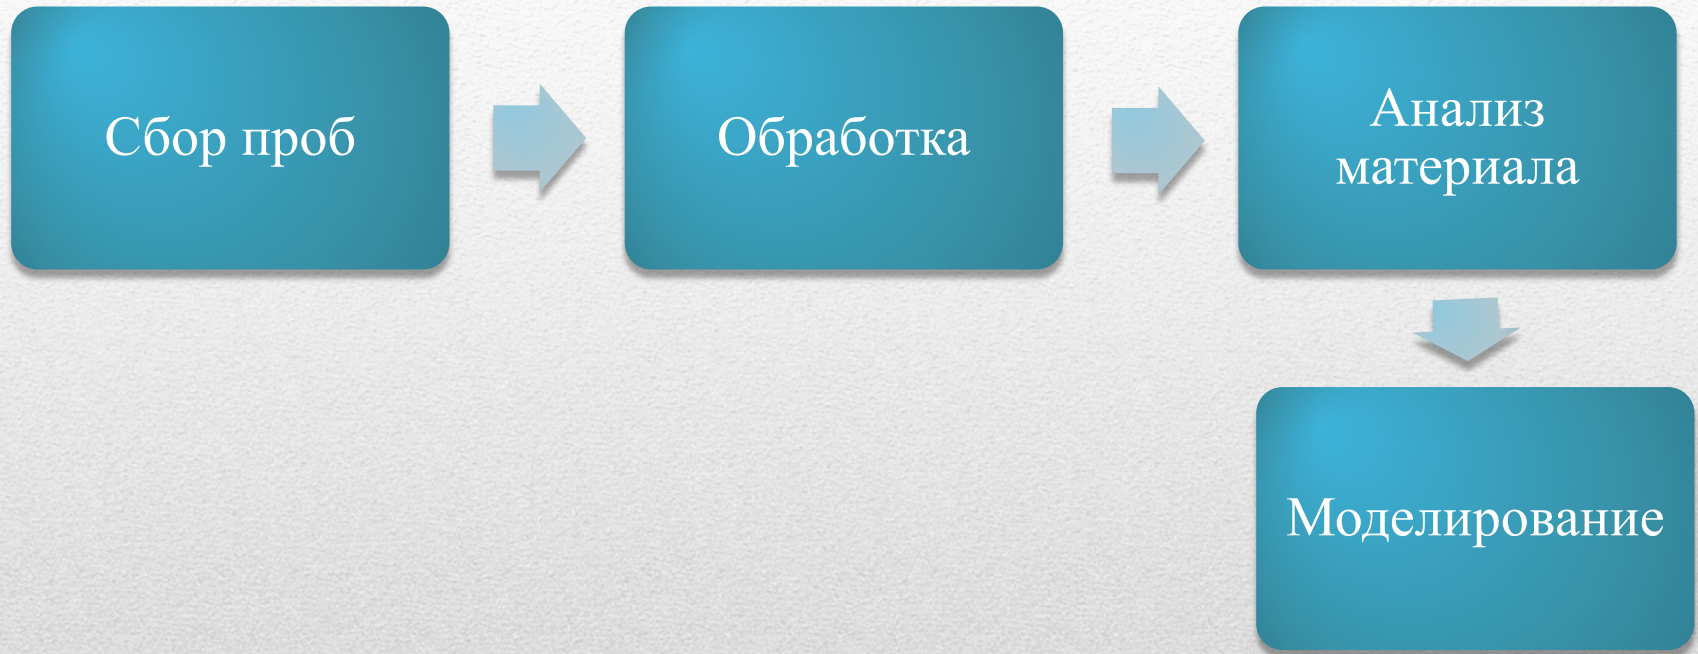 Сбор проб
Обработка
Анализ
материала
Моделирование